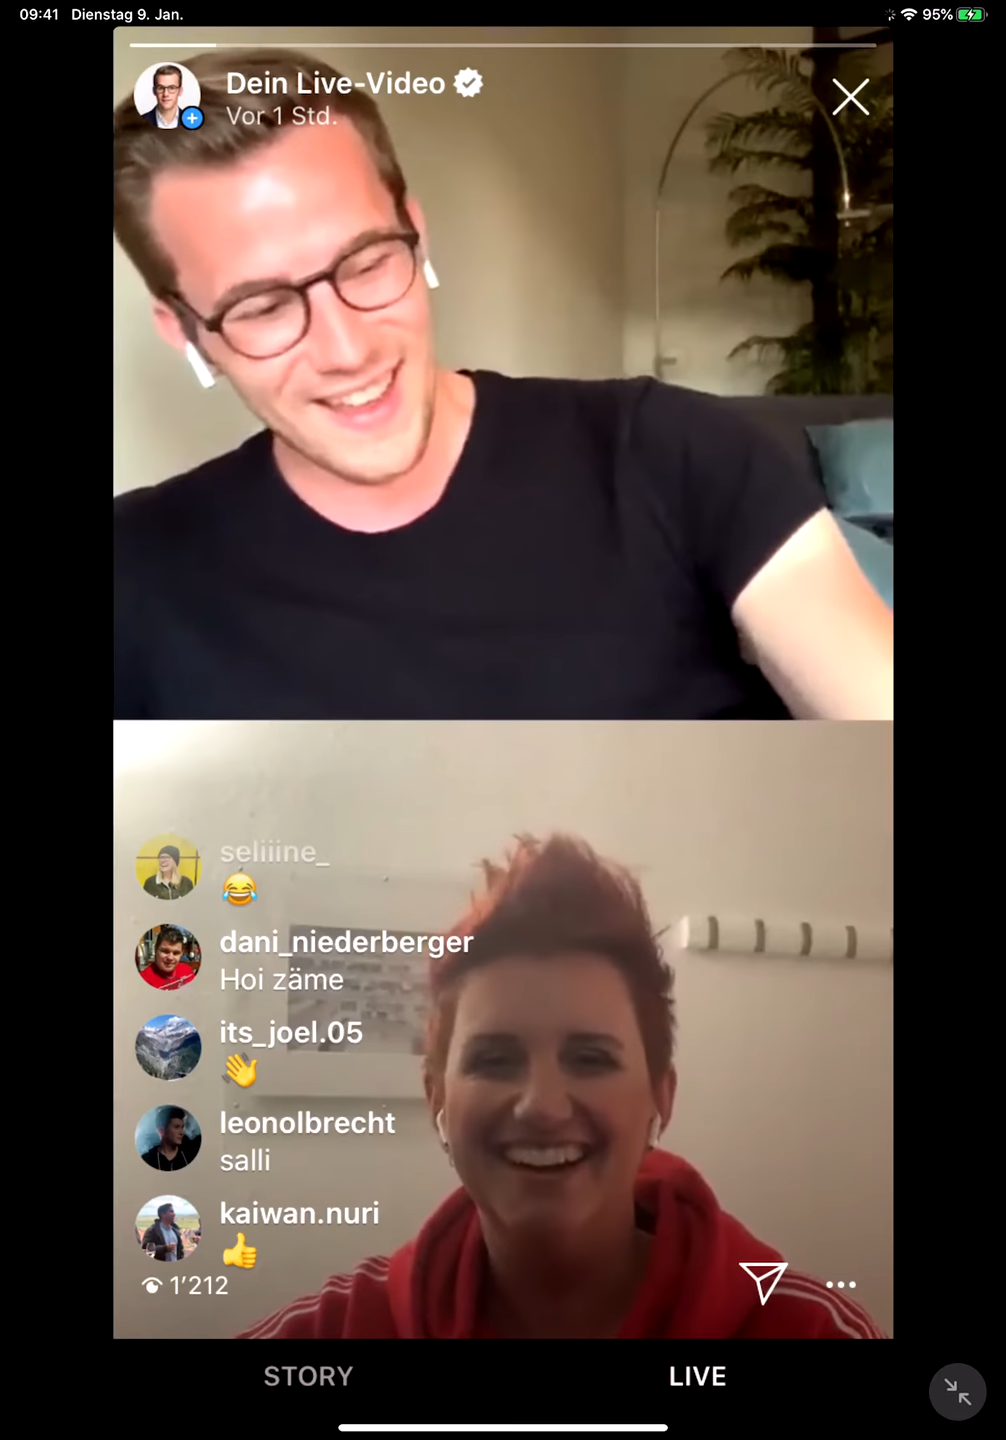 09:41 Dienstag 9. Jan.
95%
Dein Live-Video
Vor 1 Std.
seliiine_
😂
dani_niederberger
Hoi zäme
its_joel.05
👋
leonolbrecht
salli
kaiwan.nuri
👍
1’212
STORY
LIVE